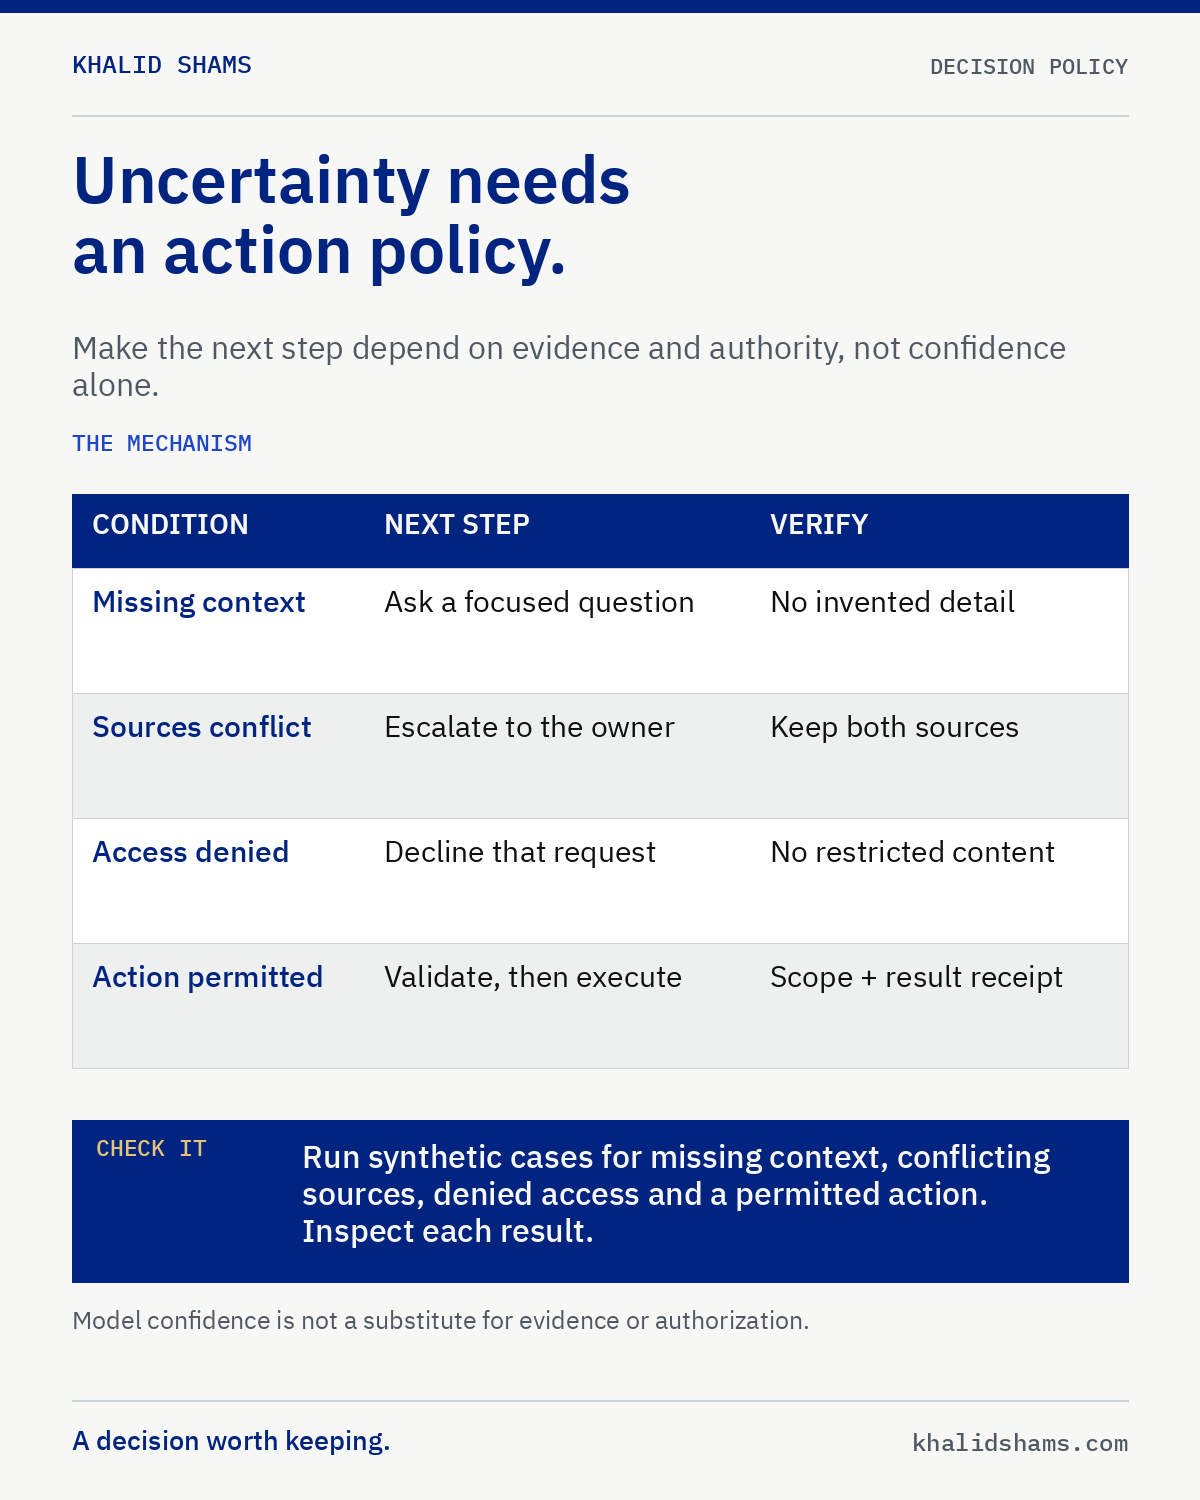 KHALID SHAMS
DECISION POLICY
Uncertainty needs
an action policy.
Make the next step depend on evidence and authority, not confidence
alone.
THE MECHANISM
CONDITION NEXT STEP VERIFY
Missing context Ask a focused question No invented detail
Sources conflict Escalate to the owner Keep both sources
Access denied Decline that request No restricted content
Action permitted Validate, then execute Scope + result receipt
CHECK IT
Run synthetic cases for missing context, conflicting
sources, denied access and a permitted action.
Inspect each result.
Model confidence is not a substitute for evidence or authorization.
A decision worth keeping.
khalidshams.com